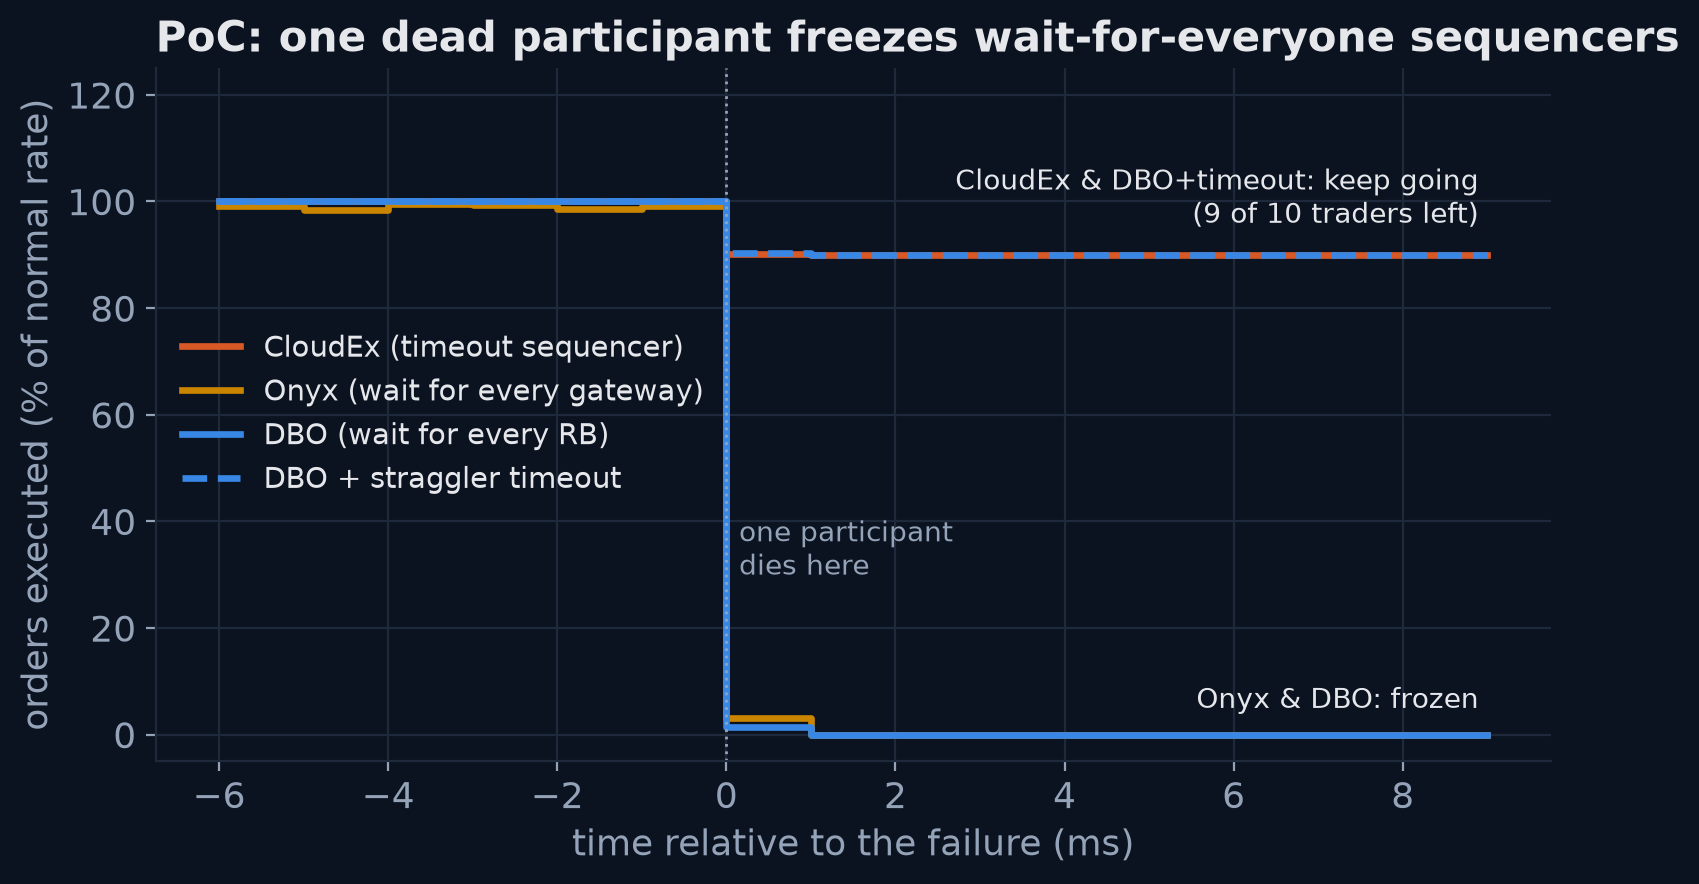 PoC: one dead participant freezes wait-for-everyone sequencers
orders executed (% of normal rate)
120
100
80
60
40
20
0
CloudEx & DBO+timeout: keep going
(9 of 10 traders left)
CloudEx (timeout sequencer)
Onyx (wait for every gateway)
DBO (wait for every RB)
DBO + straggler timeout
one participant
dies here
Onyx & DBO: frozen
−6 −4 −2 0 2 4 6 8
time relative to the failure (ms)